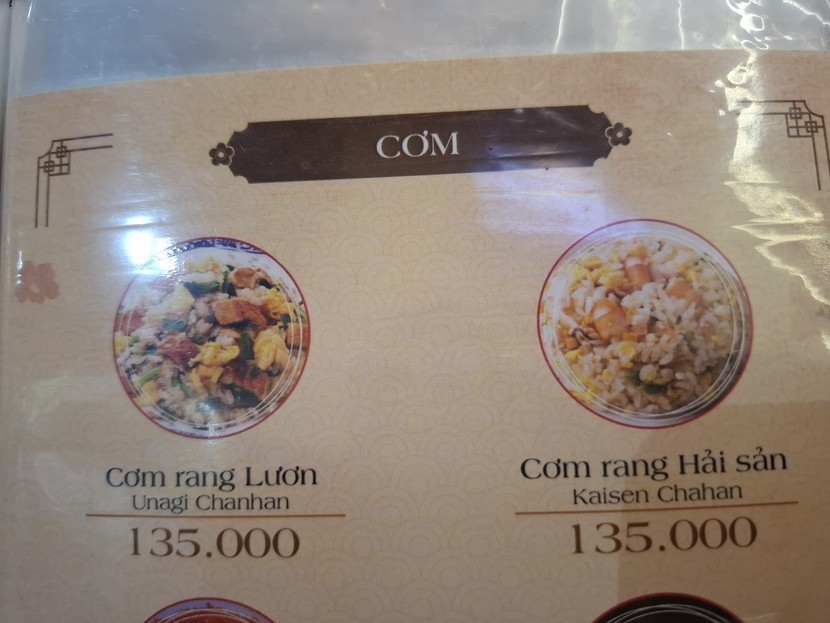 CƠM
Cơm rang Lươn
Unagi Chanhan
135.000
Cơm rang Hải sản
Kaisen Chahan
135.000